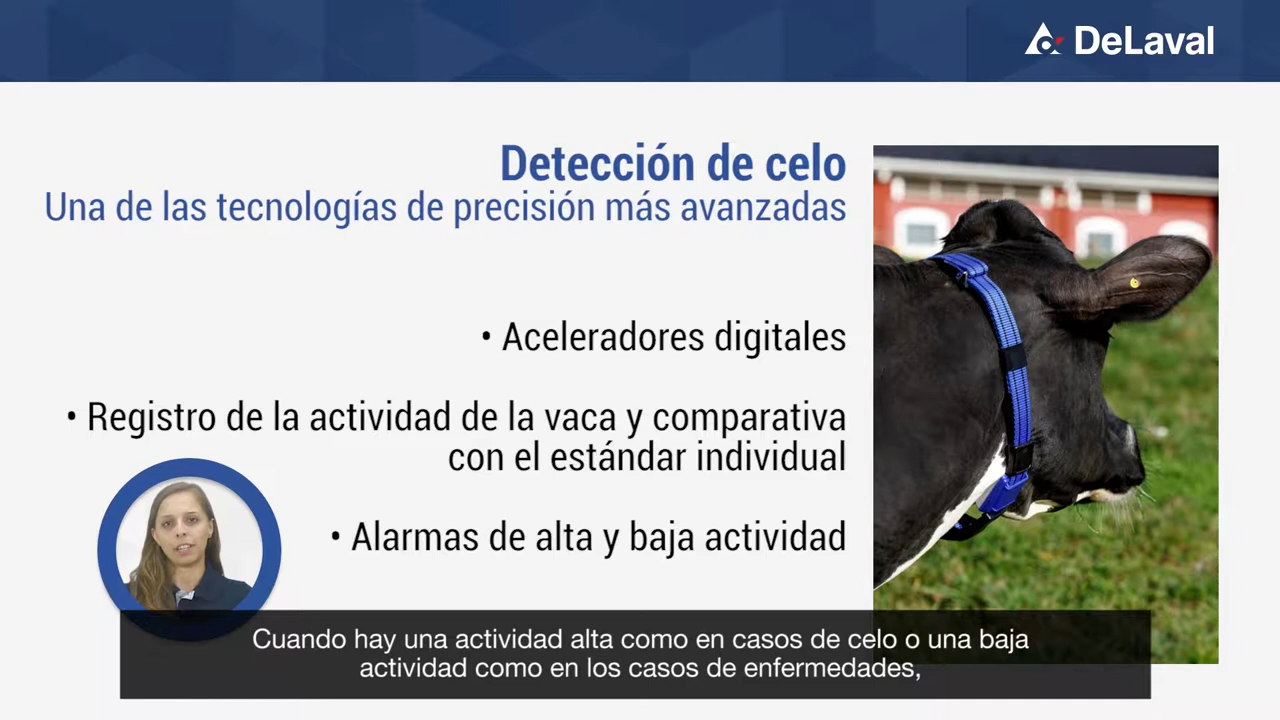 DeLaval
Detección de celo
Una de las tecnologías de precisión más avanzadas
• Aceleradores digitales
• Registro de la actividad de la vaca y comparativa
con el estándar individual
• Alarmas de alta y baja actividad
Cuando hay una actividad alta como en casos de celo o una baja
actividad como en los casos de enfermedades,